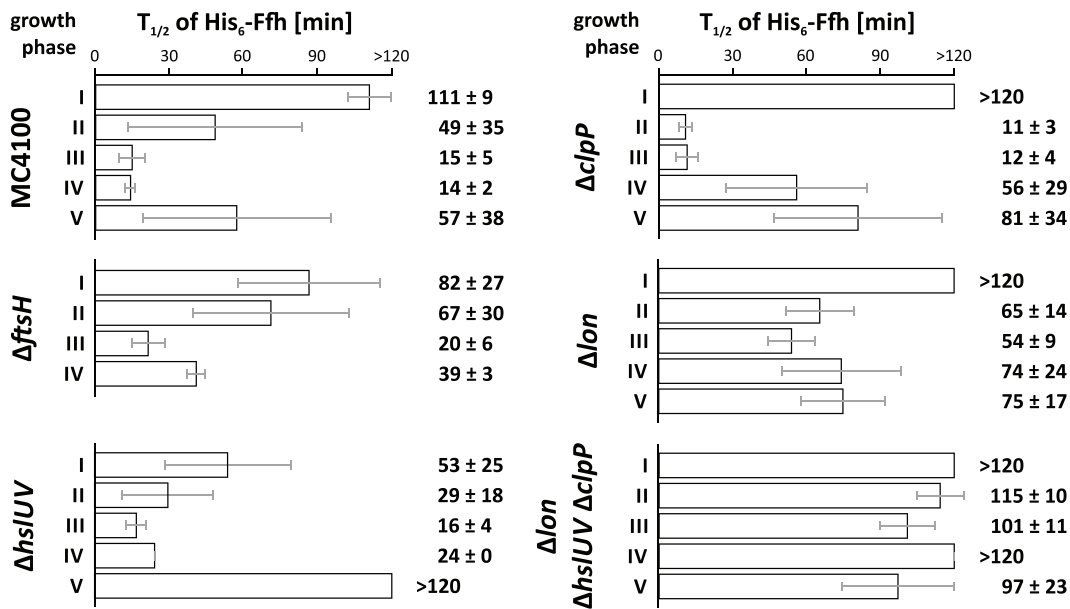 growth phase
T1/2 of His6-Ffh [min]
0 30 60 90 >120
MC4100
I 111 ± 9
II 49 ± 35
III 15 ± 5
IV 14 ± 2
V 57 ± 38
ΔftsH
I 82 ± 27
II 67 ± 30
III 20 ± 6
IV 39 ± 3
ΔhslUV
I 53 ± 25
II 29 ± 18
III 16 ± 4
IV 24 ± 0
V >120
growth phase
T1/2 of His6-Ffh [min]
0 30 60 90 >120
ΔclpP
I >120
II 11 ± 3
III 12 ± 4
IV 56 ± 29
V 81 ± 34
Δlon
I >120
II 65 ± 14
III 54 ± 9
IV 74 ± 24
V 75 ± 17
Δlon
ΔhslUV ΔclpP
I >120
II 115 ± 10
III 101 ± 11
IV >120
V 97 ± 23